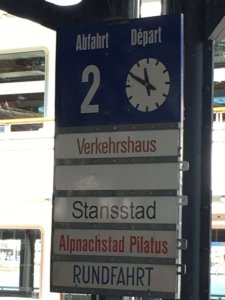 Abfahrt Départ
2
Verkehrshaus
Stansstad
Alpnachstad Pilatus
RUNDFAHRT